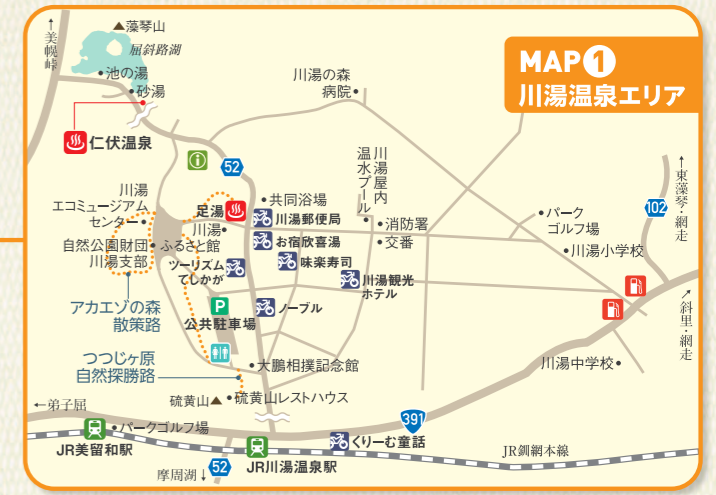 MAP1
川湯温泉エリア
↑美幌峠
▲藻琴山
屈斜路湖
•池の湯
•砂湯
仁伏温泉
川湯の森
病院•
i
52
川湯
エコミュージアム
センター•
自然公園財団•
川湯支部
足湯
川湯•
ふるさと館
•共同浴場
川湯郵便局
お宿欣喜湯
味楽寿司
川湯屋内
温水プール
•消防署
•交番
•パーク
ゴルフ場
•川湯小学校
102
↑東藻琴・網走
ツーリズム
てしかが
川湯観光
ホテル
ノーブル
P
公共駐車場
アカエゾの森
散策路
つつじヶ原
自然探勝路
•大鵬相撲記念館
硫黄山▲
•硫黄山レストハウス
川湯中学校•
↗斜里・網走
←弟子屈
•パークゴルフ場
JR美留和駅
391
くりーむ童話
JR釧網本線
摩周湖↓
52
JR川湯温泉駅